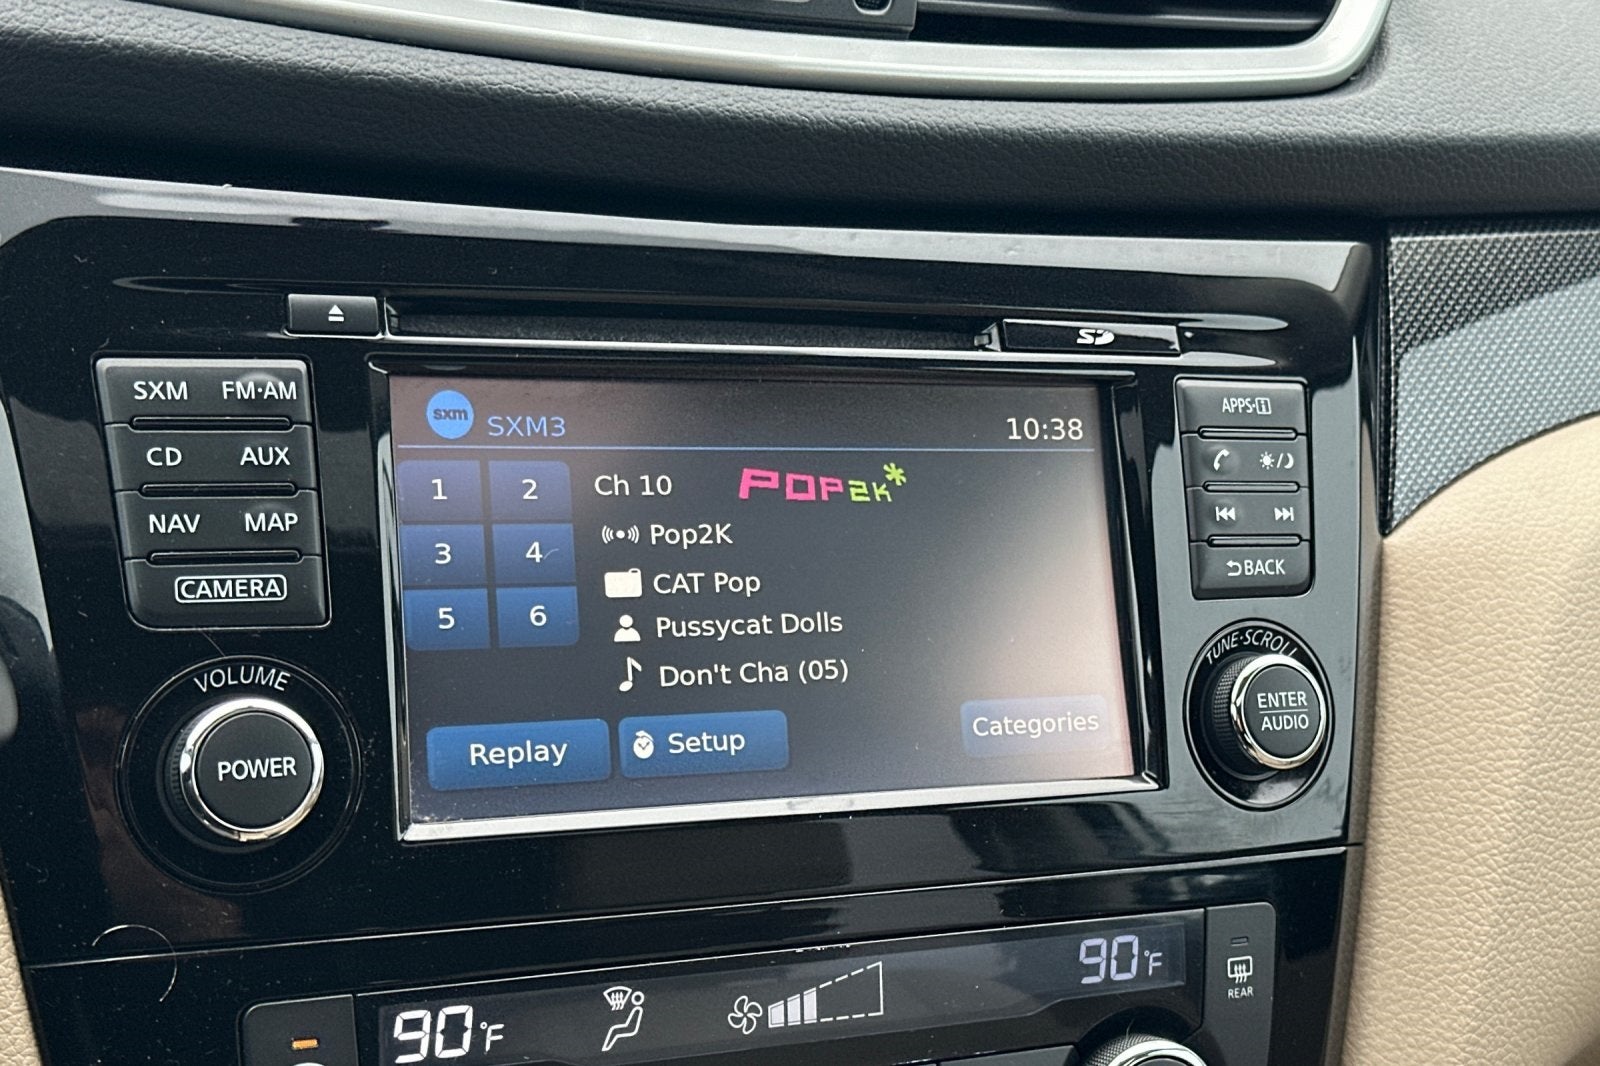 SD
SXM FM·AM
CD AUX
NAV MAP
CAMERA
VOLUME
POWER
sxm SXM3 10:38
1 2
3 4
5 6
Ch 10 POP2K*
Pop2K
CAT Pop
Pussycat Dolls
Don't Cha (05)
Replay Setup Categories
APPS·i
BACK
TUNE·SCROLL
ENTER
AUDIO
90°F
90°F
REAR